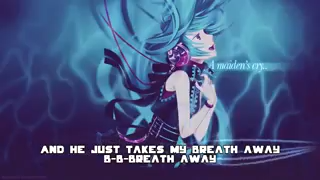 A maiden's cry..
AND HE JUST TAKES MY BREATH AWAY
B-B-BREATH AWAY